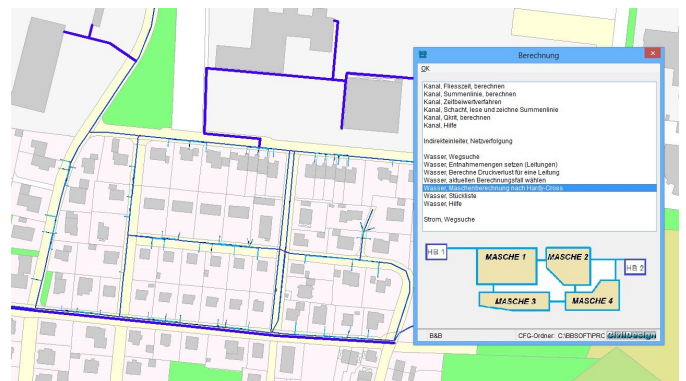 Berechnung
OK
Kanal, Fliesszeit, berechnen
Kanal, Summenlinie, berechnen
Kanal, Zeitbeiwertverfahren
Kanal, Schacht, lese und zeichne Summenlinie
Kanal, Qkrit, berechnen
Kanal, Hilfe
Indirekteinleiter, Netzverfolgung
Wasser, Wegsuche
Wasser, Entnahmemengen setzen (Leitungen)
Wasser, Berechne Druckverlust für eine Leitung
Wasser, aktuellen Berechnungsfall wählen
Wasser, Maschenberechnung nach Hardy-Cross
Wasser, Stückliste
Wasser, Hilfe
Strom, Wegsuche
HB 1
MASCHE 1
MASCHE 2
HB 2
MASCHE 3
MASCHE 4
B&B
CFG-Ordner: C:\BBSOFT\PRC
CivilDesign